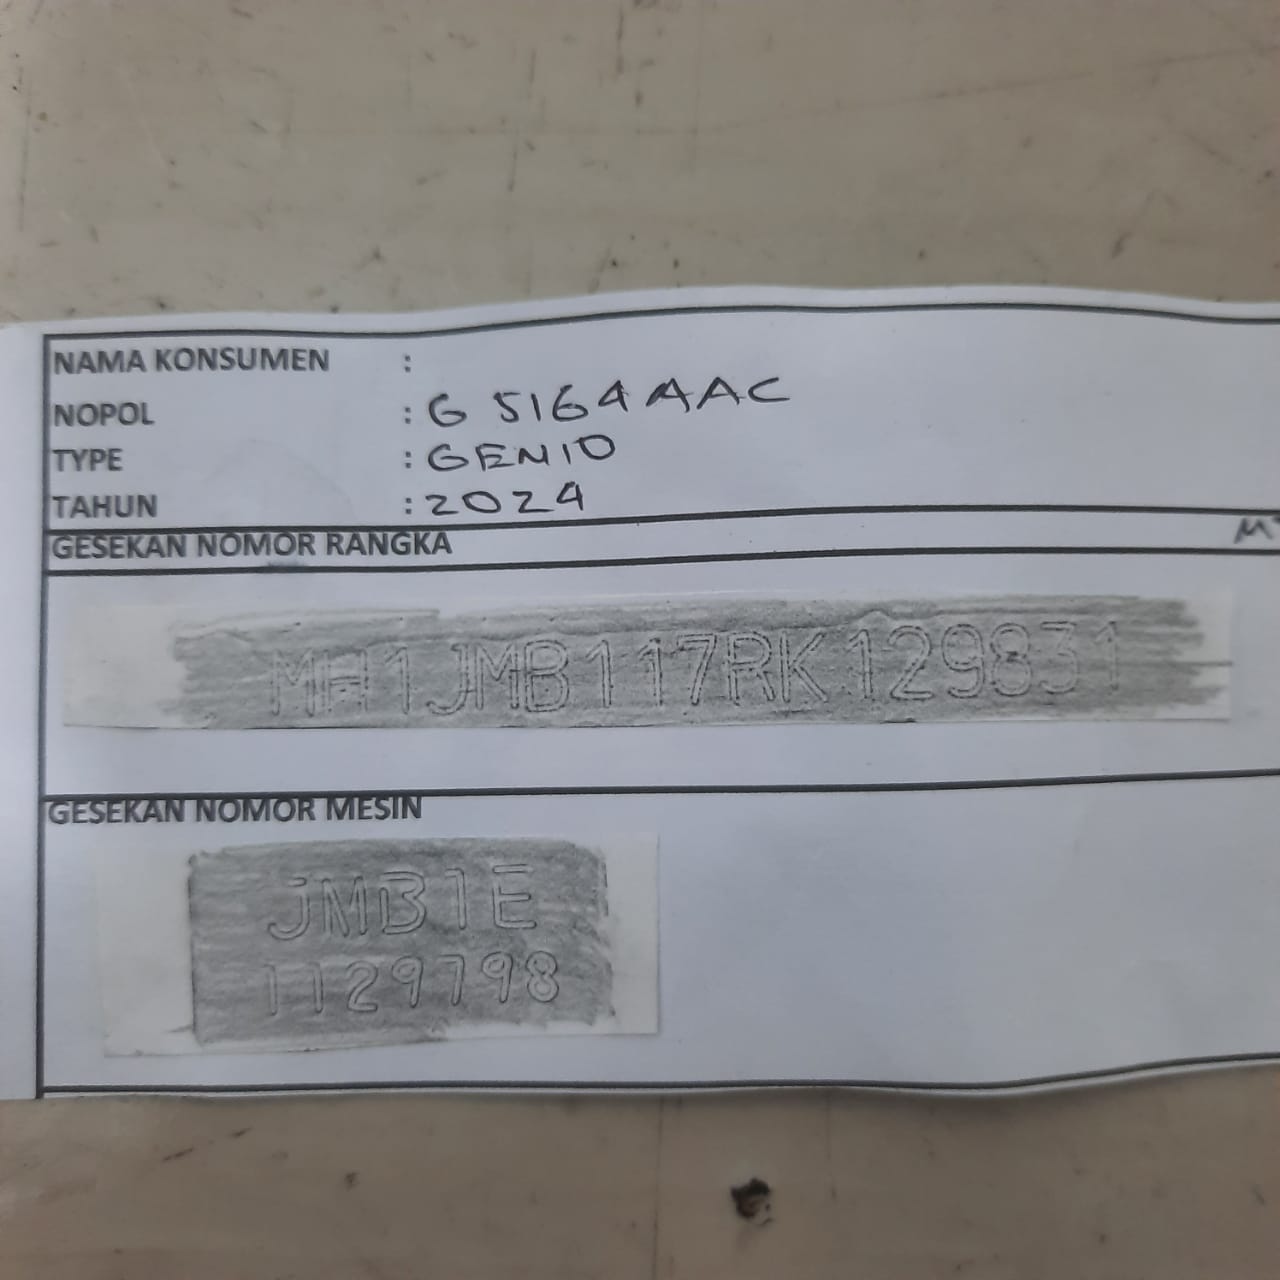 NAMA KONSUMEN :
NOPOL : G 5164 AAC
TYPE : GENIO
TAHUN : 2024
GESEKAN NOMOR RANGKA
MH1JMB117RK129831
GESEKAN NOMOR MESIN
JMB1E
1129798